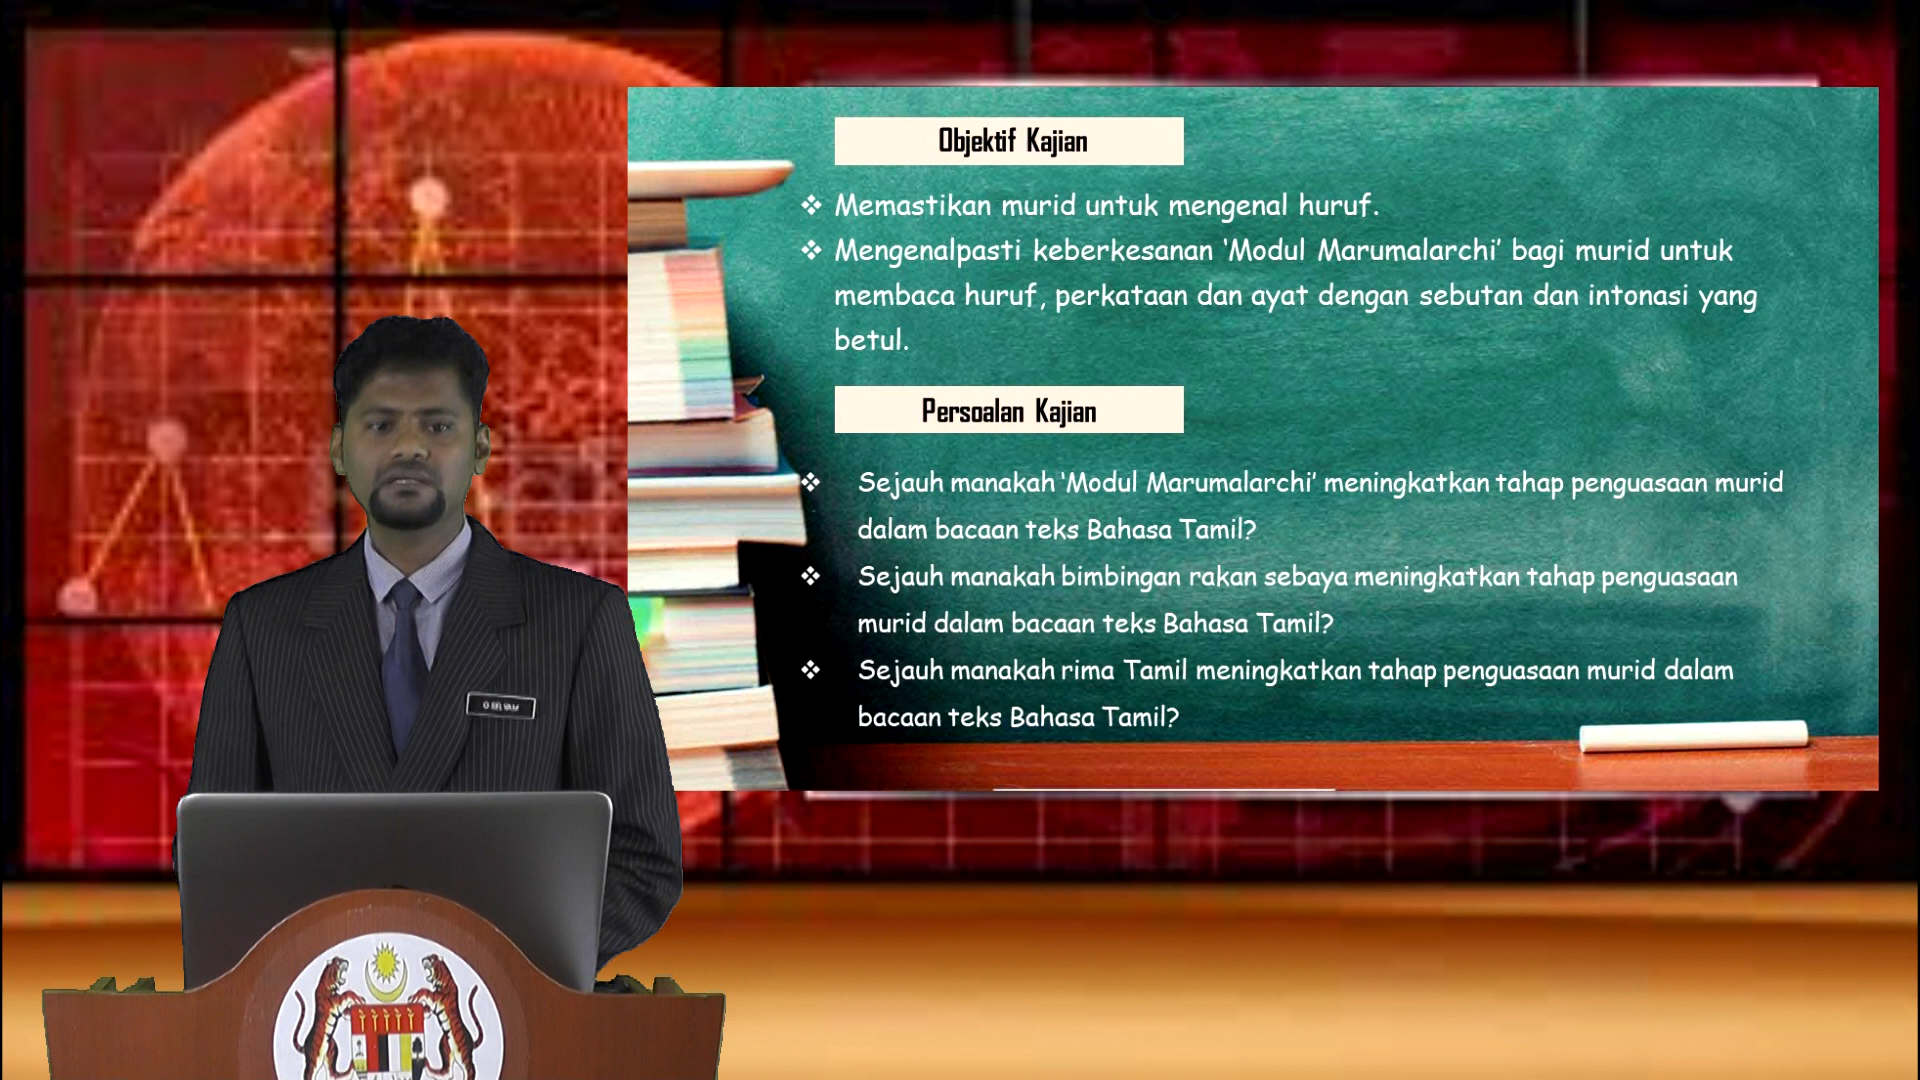 Objektif Kajian
❖ Memastikan murid untuk mengenal huruf.
❖ Mengenalpasti keberkesanan ‘Modul Marumalarchi’ bagi murid untuk
membaca huruf, perkataan dan ayat dengan sebutan dan intonasi yang
betul.
Persoalan Kajian
❖ Sejauh manakah ‘Modul Marumalarchi’ meningkatkan tahap penguasaan murid
dalam bacaan teks Bahasa Tamil?
❖ Sejauh manakah bimbingan rakan sebaya meningkatkan tahap penguasaan
murid dalam bacaan teks Bahasa Tamil?
❖ Sejauh manakah rima Tamil meningkatkan tahap penguasaan murid dalam
bacaan teks Bahasa Tamil?